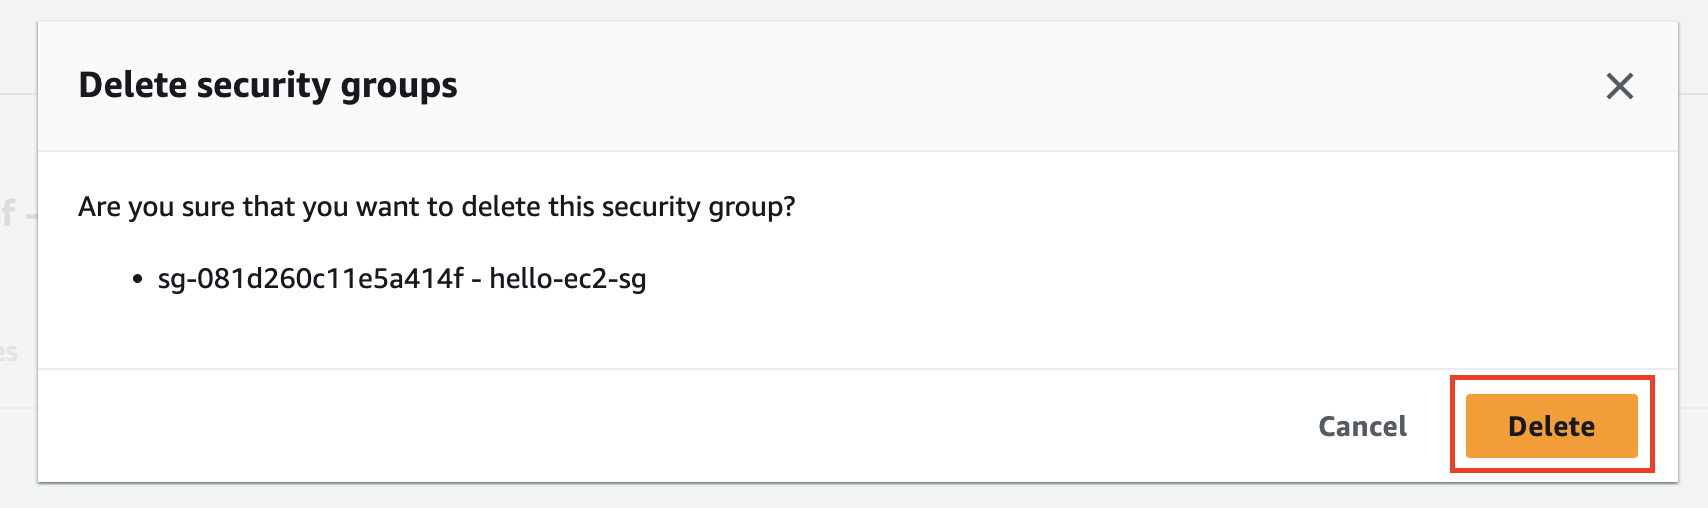 Delete security groups
Are you sure that you want to delete this security group?
• sg-081d260c11e5a414f - hello-ec2-sg
Cancel
Delete